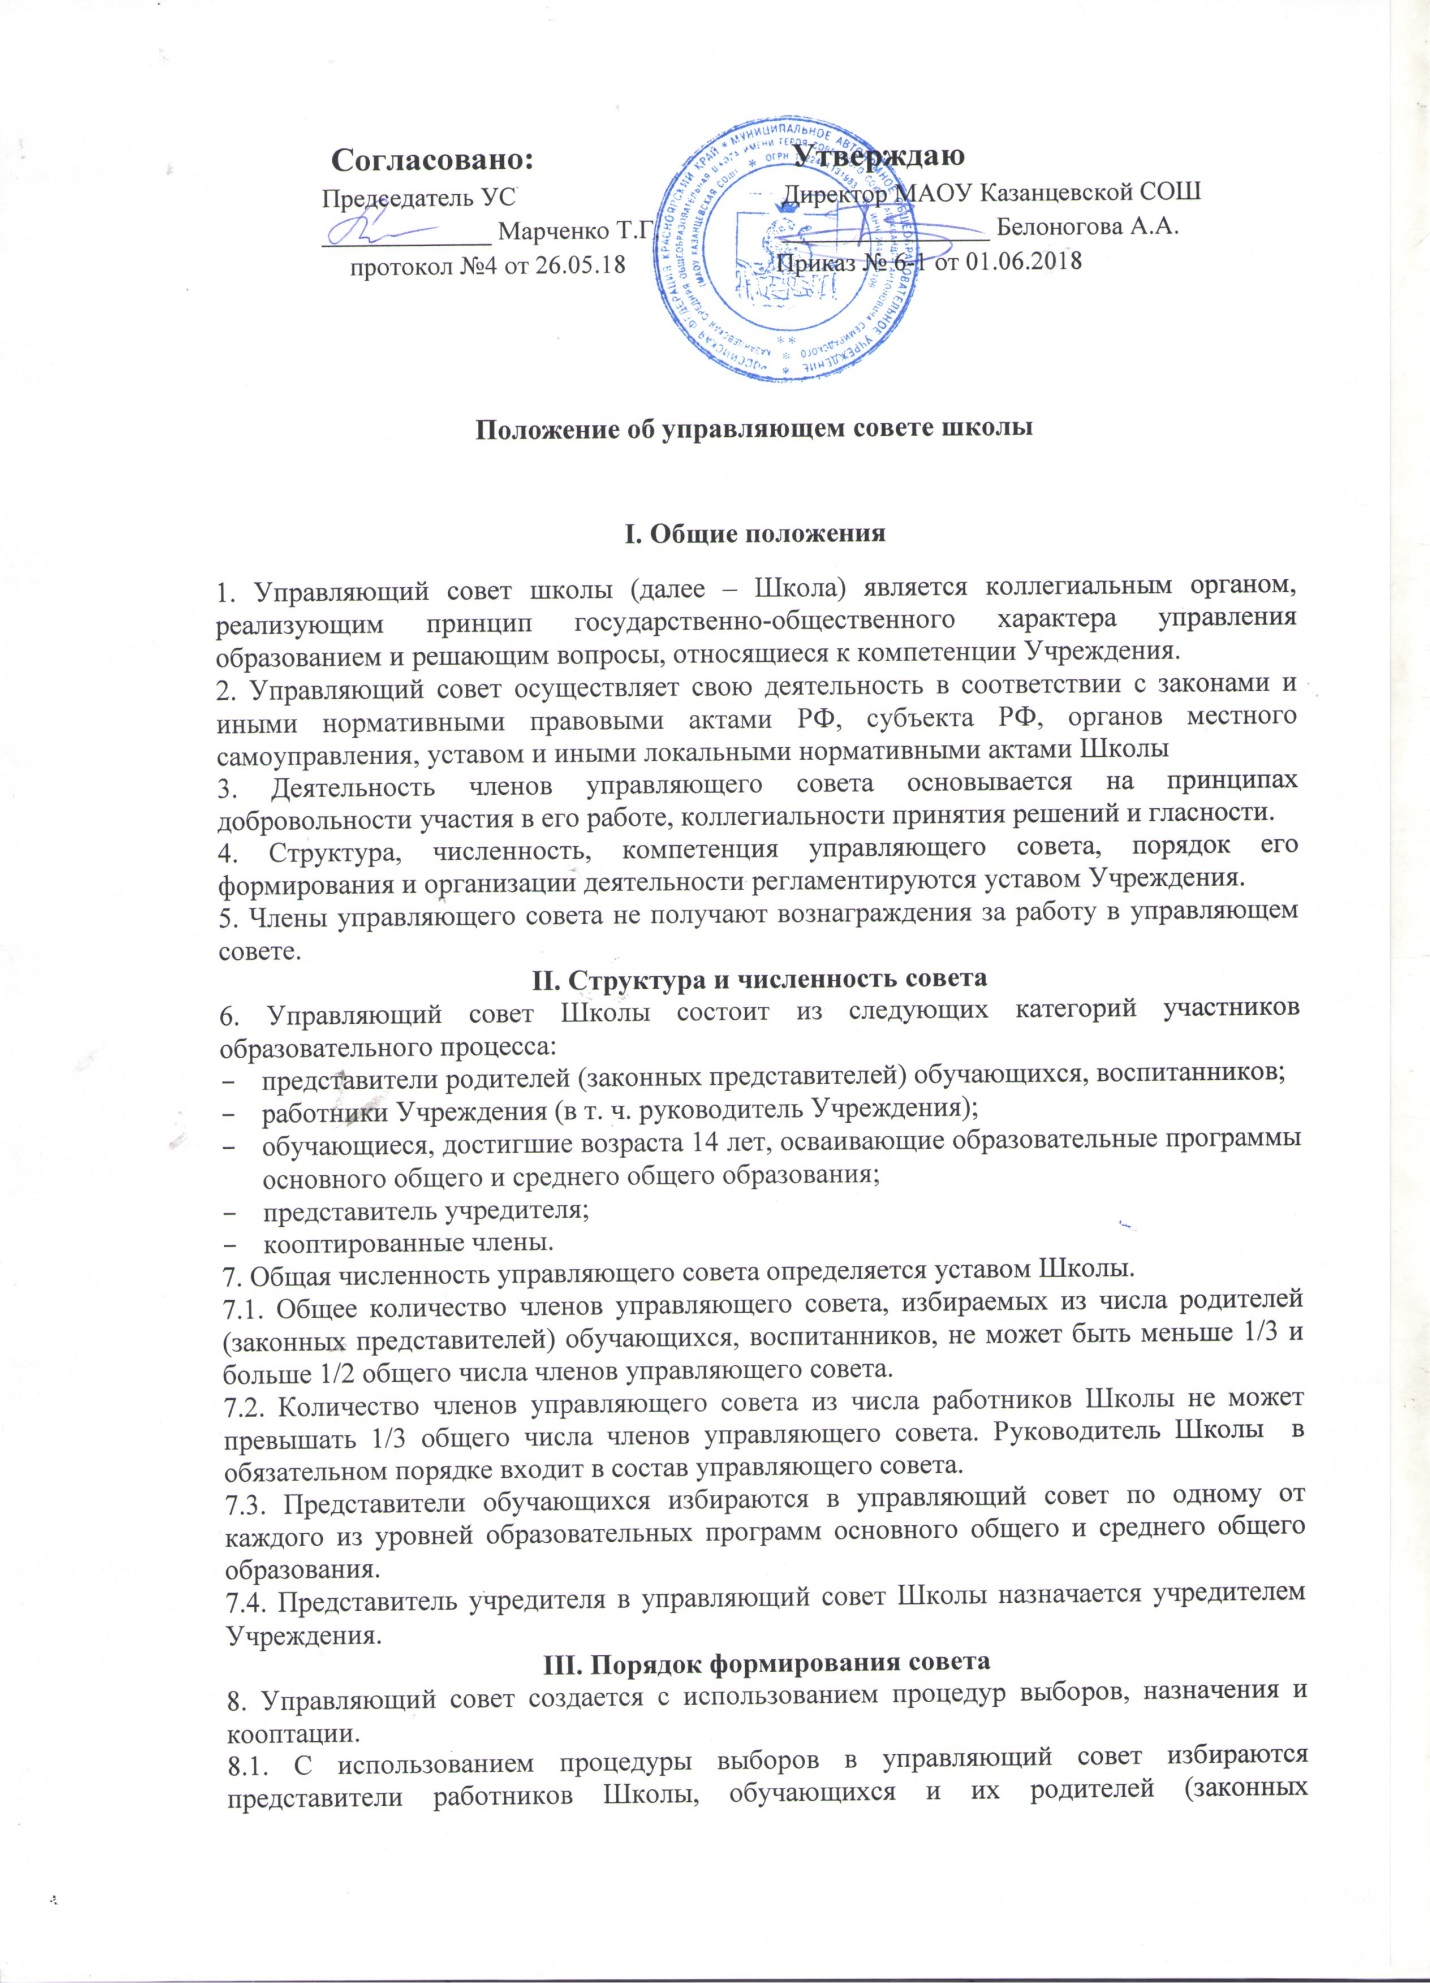 Согласовано:
Председатель УС
____________ Марченко Т.Г.
протокол №4 от 26.05.18
Утверждаю
Директор МАОУ Казанцевской СОШ
_______________ Белоногова А.А.
Приказ № 6-1 от 01.06.2018
Положение об управляющем совете школы
I. Общие положения
1. Управляющий совет школы (далее – Школа) является коллегиальным органом,
реализующим принцип государственно-общественного характера управления
образованием и решающим вопросы, относящиеся к компетенции Учреждения.
2. Управляющий совет осуществляет свою деятельность в соответствии с законами и
иными нормативными правовыми актами РФ, субъекта РФ, органов местного
самоуправления, уставом и иными локальными нормативными актами Школы
3. Деятельность членов управляющего совета основывается на принципах
добровольности участия в его работе, коллегиальности принятия решений и гласности.
4. Структура, численность, компетенция управляющего совета, порядок его
формирования и организации деятельности регламентируются уставом Учреждения.
5. Члены управляющего совета не получают вознаграждения за работу в управляющем
совете.
II. Структура и численность совета
6. Управляющий совет Школы состоит из следующих категорий участников
образовательного процесса:
− представители родителей (законных представителей) обучающихся, воспитанников;
− работники Учреждения (в т. ч. руководитель Учреждения);
− обучающиеся, достигшие возраста 14 лет, осваивающие образовательные программы
основного общего и среднего общего образования;
− представитель учредителя;
− кооптированные члены.
7. Общая численность управляющего совета определяется уставом Школы.
7.1. Общее количество членов управляющего совета, избираемых из числа родителей
(законных представителей) обучающихся, воспитанников, не может быть меньше 1/3 и
больше 1/2 общего числа членов управляющего совета.
7.2. Количество членов управляющего совета из числа работников Школы не может
превышать 1/3 общего числа членов управляющего совета. Руководитель Школы в
обязательном порядке входит в состав управляющего совета.
7.3. Представители обучающихся избираются в управляющий совет по одному от
каждого из уровней образовательных программ основного общего и среднего общего
образования.
7.4. Представитель учредителя в управляющий совет Школы назначается учредителем
Учреждения.
III. Порядок формирования совета
8. Управляющий совет создается с использованием процедур выборов, назначения и
кооптации.
8.1. С использованием процедуры выборов в управляющий совет избираются
представители работников Школы, обучающихся и их родителей (законных
РОССИЙСКАЯ ФЕДЕРАЦИЯ КРАСНОЯРСКИЙ КРАЙ * МУНИЦИПАЛЬНОЕ АВТОНОМНОЕ ОБЩЕОБРАЗОВАТЕЛЬНОЕ УЧРЕЖДЕНИЕ *